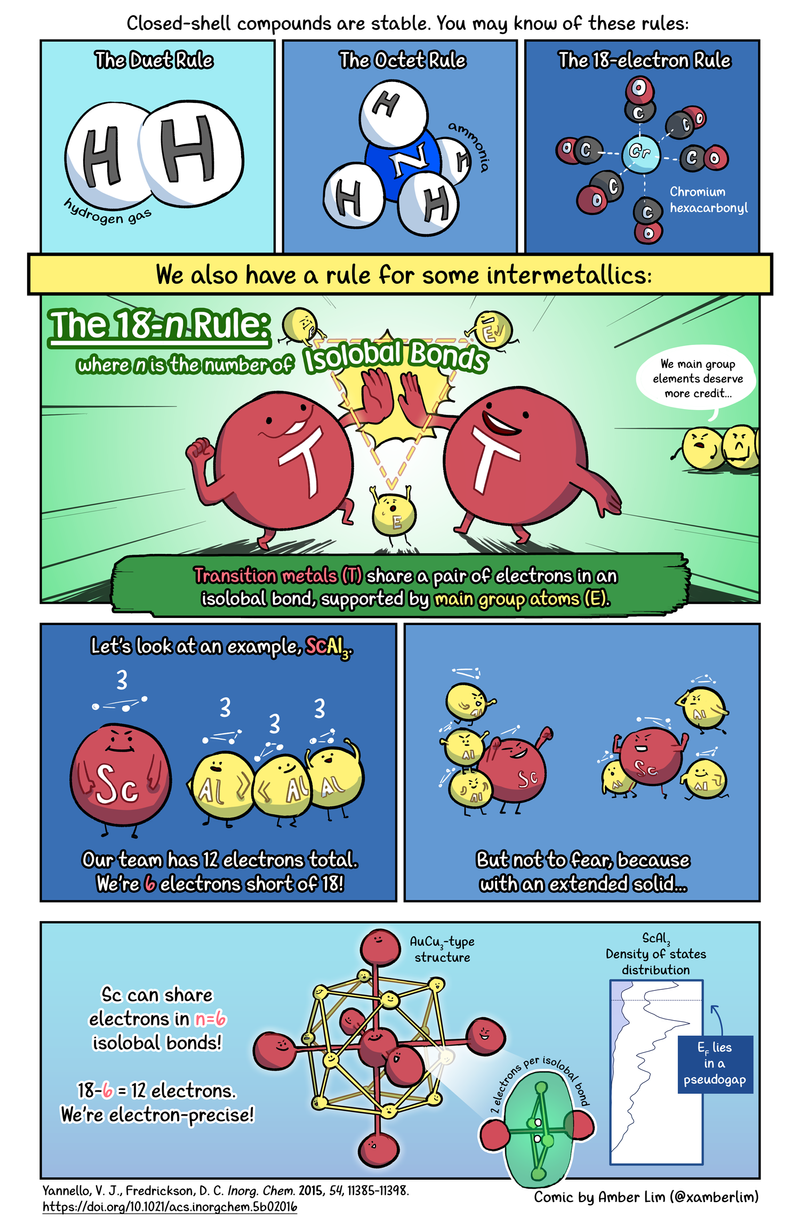 Closed-shell compounds are stable. You may know of these rules:
The Duet Rule
H H
hydrogen gas
The Octet Rule
H
N
H
H
H
ammonia
The 18-electron Rule
O
C
C O
O C
Cr
C O
C
O
C
O
Chromium
hexacarbonyl
We also have a rule for some intermetallics:
The 18-n Rule:
where n is the number of Isolobal Bonds
E
E
We main group
elements deserve
more credit...
T
T
E
Transition metals (T) share a pair of electrons in an
isolobal bond, supported by main group atoms (E).
Let's look at an example, ScAl3.
3
3
3
3
Sc
Al
Al
Al
Our team has 12 electrons total.
We're 6 electrons short of 18!
Al
Al
Al
Sc
Al
Sc
Al
Al
But not to fear, because
with an extended solid...
Sc can share
electrons in n=6
isolobal bonds!
18-6 = 12 electrons.
We're electron-precise!
AuCu3-type
structure
2 electrons per isolobal bond
ScAl3
Density of states
distribution
EF lies
in a
pseudogap
Yannello, V. J., Fredrickson, D. C. Inorg. Chem. 2015, 54, 11385-11398.
https://doi.org/10.1021/acs.inorgchem.5b02016
Comic by Amber Lim (@xamberlim)